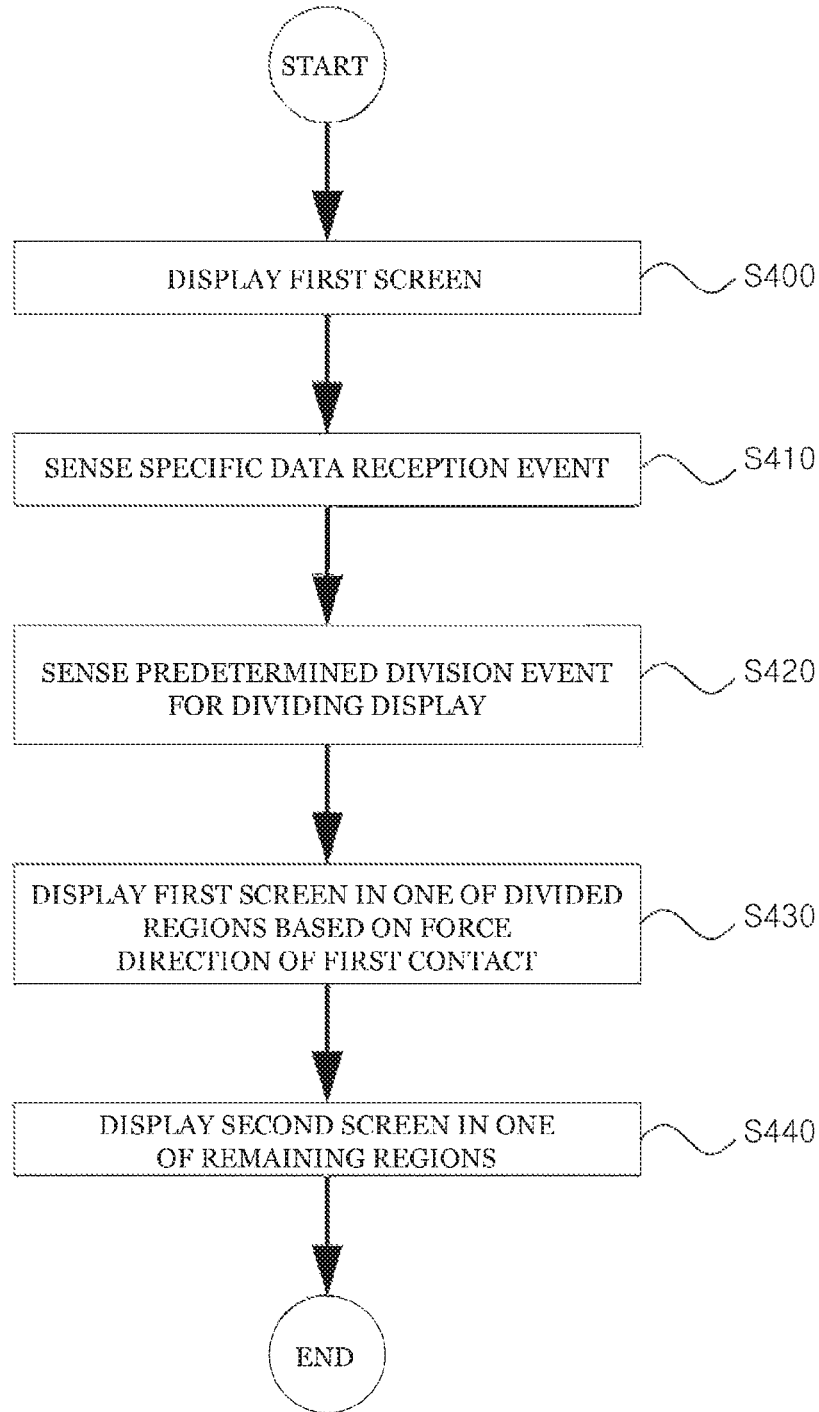 START
DISPLAY FIRST SCREEN
S400
SENSE SPECIFIC DATA RECEPTION EVENT
S410
SENSE PREDETERMINED DIVISION EVENT
FOR DIVIDING DISPLAY
S420
DISPLAY FIRST SCREEN IN ONE OF DIVIDED
REGIONS BASED ON FORCE
DIRECTION OF FIRST CONTACT
S430
DISPLAY SECOND SCREEN IN ONE
OF REMAINING REGIONS
S440
END